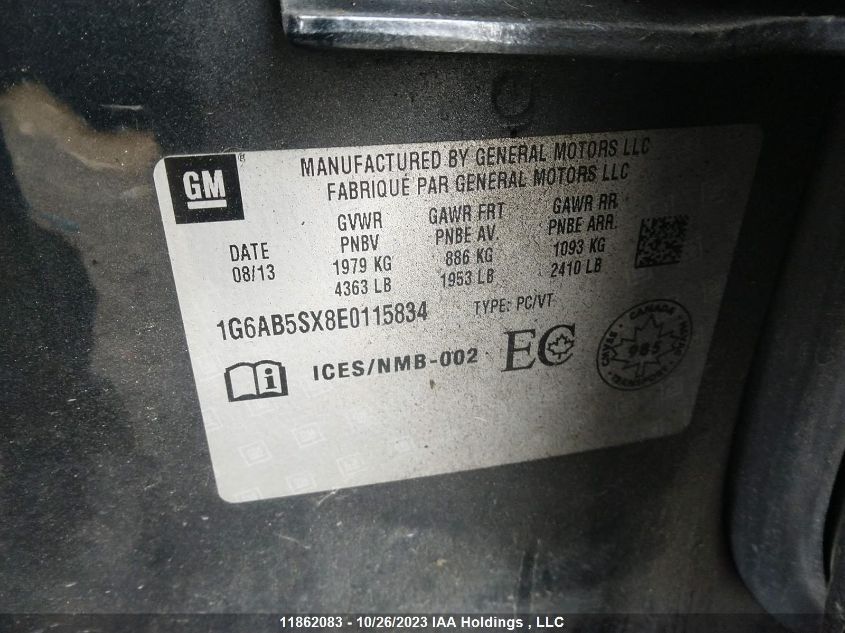 GM ®
MANUFACTURED BY GENERAL MOTORS LLC
FABRIQUÉ PAR GENERAL MOTORS LLC
DATE
08/13
GVWR
PNBV
1979 KG
4363 LB
GAWR FRT
PNBE AV.
886 KG
1953 LB
GAWR RR.
PNBE ARR.
1093 KG
2410 LB
1G6AB5SX8E0115834
TYPE: PC/VT
ICES/NMB-002
EC
CANADA
TRANSPORT
11862083 - 10/26/2023 IAA Holdings , LLC